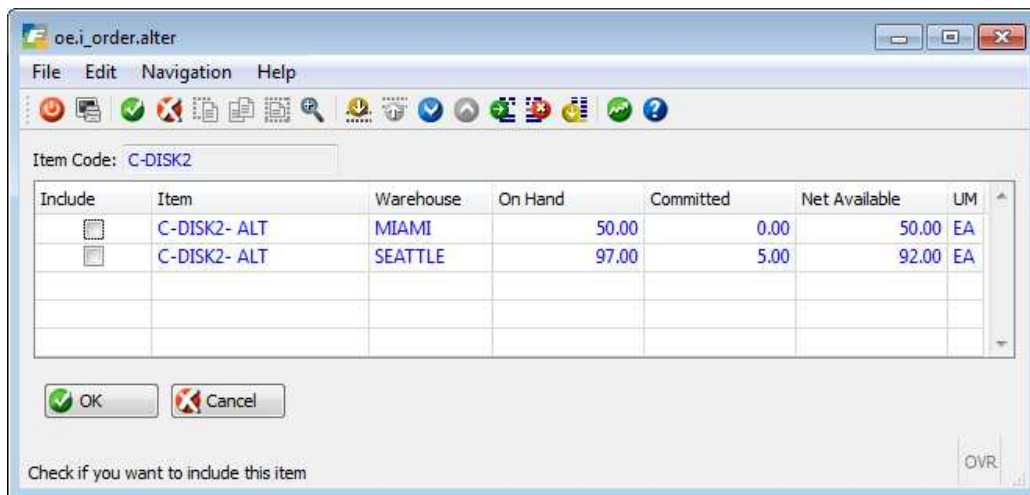 oe.i_order.alter
File Edit Navigation Help
Item Code: C-DISK2
Include Item Warehouse On Hand Committed Net Available UM
C-DISK2- ALT MIAMI 50.00 0.00 50.00 EA
C-DISK2- ALT SEATTLE 97.00 5.00 92.00 EA
OK Cancel
Check if you want to include this item OVR